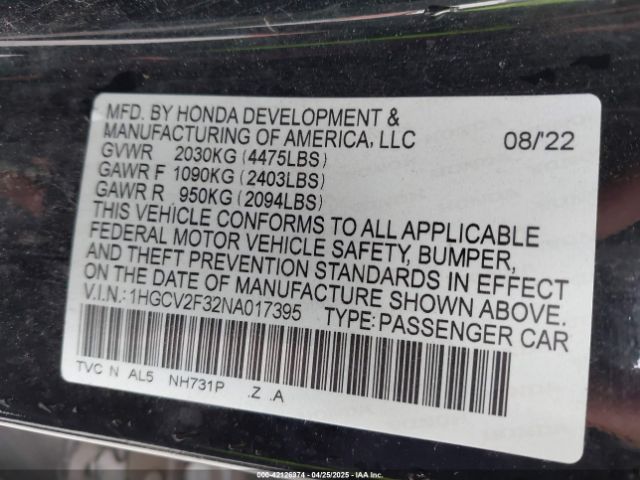 MFD. BY HONDA DEVELOPMENT &
MANUFACTURING OF AMERICA, LLC 08/'22
GVWR 2030KG (4475LBS)
GAWR F 1090KG (2403LBS)
GAWR R 950KG (2094LBS)
THIS VEHICLE CONFORMS TO ALL APPLICABLE
FEDERAL MOTOR VEHICLE SAFETY, BUMPER,
AND THEFT PREVENTION STANDARDS IN EFFECT
ON THE DATE OF MANUFACTURE SHOWN ABOVE.
V.I.N.: 1HGCV2F32NA017395 TYPE: PASSENGER CAR
TVC N AL5 NH731P .Z .A
00-42126974 - 04/25/2025 - IAA Inc.